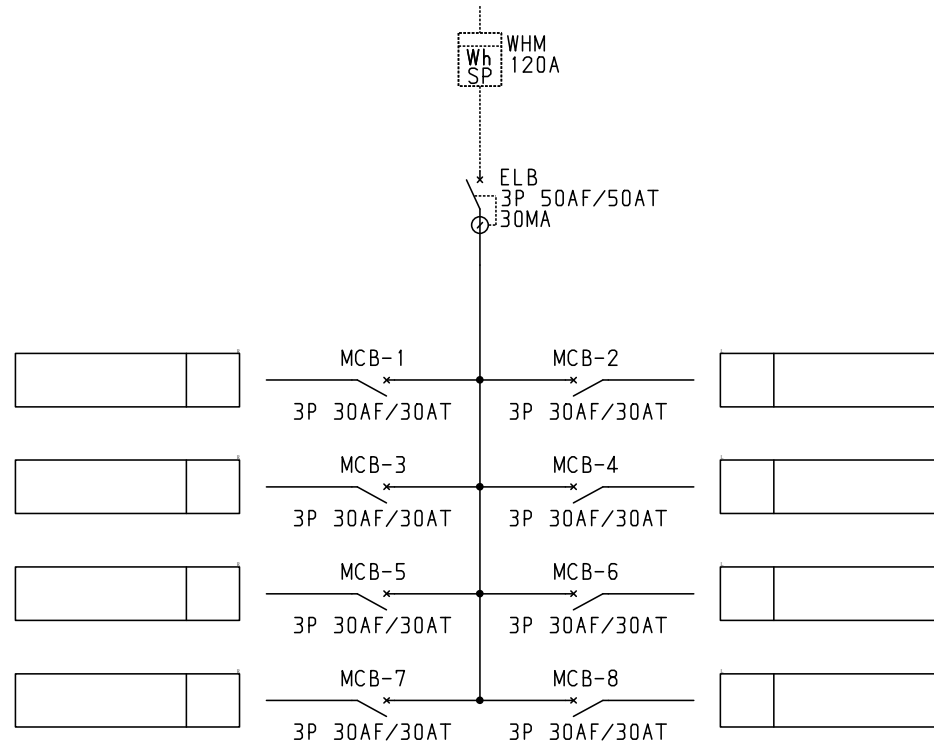 WHM
Wh
120A
SP
ELB
3P 50AF/50AT
30MA
MCB-1
MCB-2
3P 30AF/30AT
3P 30AF/30AT
MCB-3
MCB-4
3P 30AF/30AT
3P 30AF/30AT
MCB-5
MCB-6
3P 30AF/30AT
3P 30AF/30AT
MCB-7
MCB-8
3P 30AF/30AT
3P 30AF/30AT